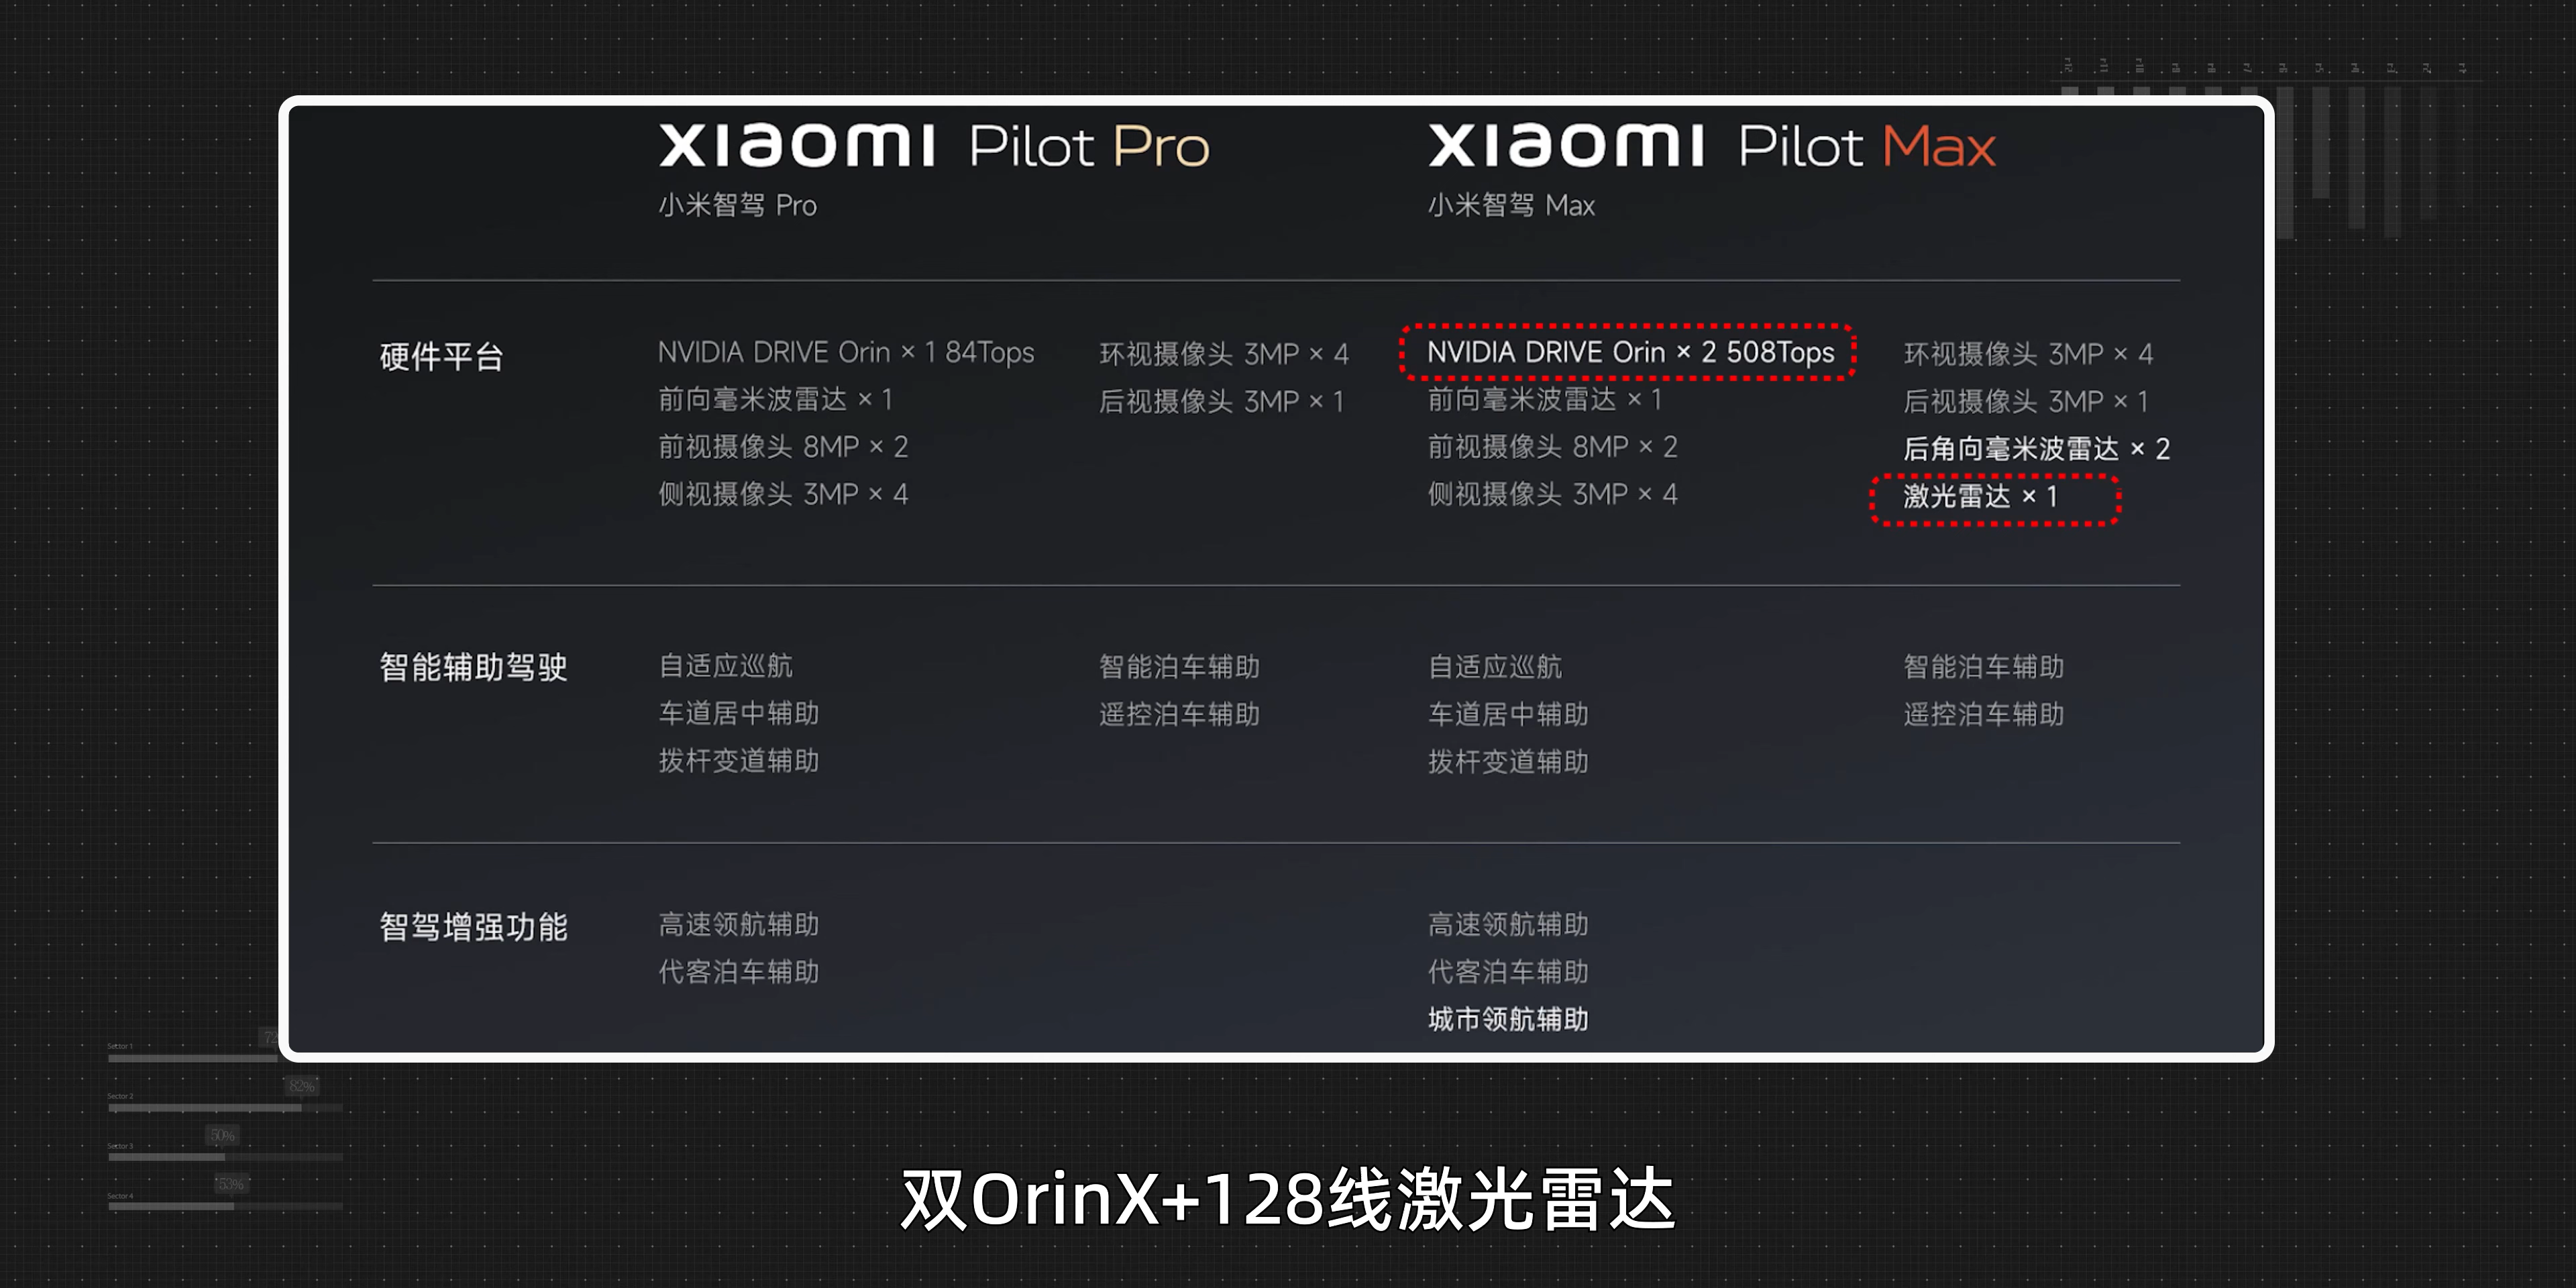 xiaomi Pilot Pro
小米智驾 Pro
xiaomi Pilot Max
小米智驾 Max
硬件平台
NVIDIA DRIVE Orin × 1 84Tops
前向毫米波雷达 × 1
前视摄像头 8MP × 2
侧视摄像头 3MP × 4
环视摄像头 3MP × 4
后视摄像头 3MP × 1
NVIDIA DRIVE Orin × 2 508Tops
前向毫米波雷达 × 1
前视摄像头 8MP × 2
侧视摄像头 3MP × 4
环视摄像头 3MP × 4
后视摄像头 3MP × 1
后角向毫米波雷达 × 2
激光雷达 × 1
智能辅助驾驶
自适应巡航
车道居中辅助
拨杆变道辅助
智能泊车辅助
遥控泊车辅助
自适应巡航
车道居中辅助
拨杆变道辅助
智能泊车辅助
遥控泊车辅助
智驾增强功能
高速领航辅助
代客泊车辅助
高速领航辅助
代客泊车辅助
城市领航辅助
Sector 1
Sector 2
82%
Sector 3
50%
Sector 4
53%
双OrinX+128线激光雷达